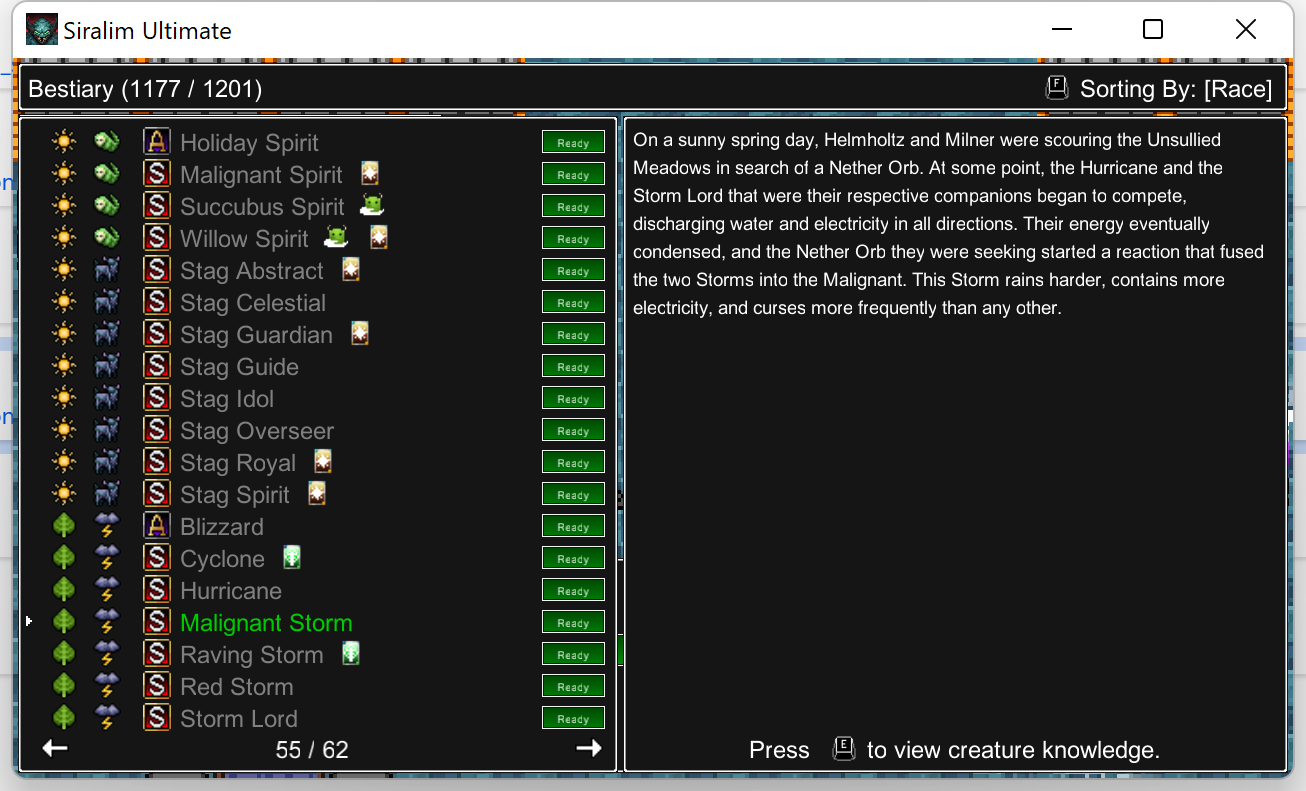 Siralim Ultimate
Bestiary (1177 / 1201)
F Sorting By: [Race]
A Holiday Spirit Ready
S Malignant Spirit Ready
S Succubus Spirit Ready
S Willow Spirit Ready
S Stag Abstract Ready
S Stag Celestial Ready
S Stag Guardian Ready
S Stag Guide Ready
S Stag Idol Ready
S Stag Overseer Ready
S Stag Royal Ready
S Stag Spirit Ready
A Blizzard Ready
S Cyclone Ready
S Hurricane Ready
S Malignant Storm Ready
S Raving Storm Ready
S Red Storm Ready
S Storm Lord Ready
55 / 62
On a sunny spring day, Helmholtz and Milner were scouring the Unsullied
Meadows in search of a Nether Orb. At some point, the Hurricane and the
Storm Lord that were their respective companions began to compete,
discharging water and electricity in all directions. Their energy eventually
condensed, and the Nether Orb they were seeking started a reaction that fused
the two Storms into the Malignant. This Storm rains harder, contains more
electricity, and curses more frequently than any other.
Press E to view creature knowledge.